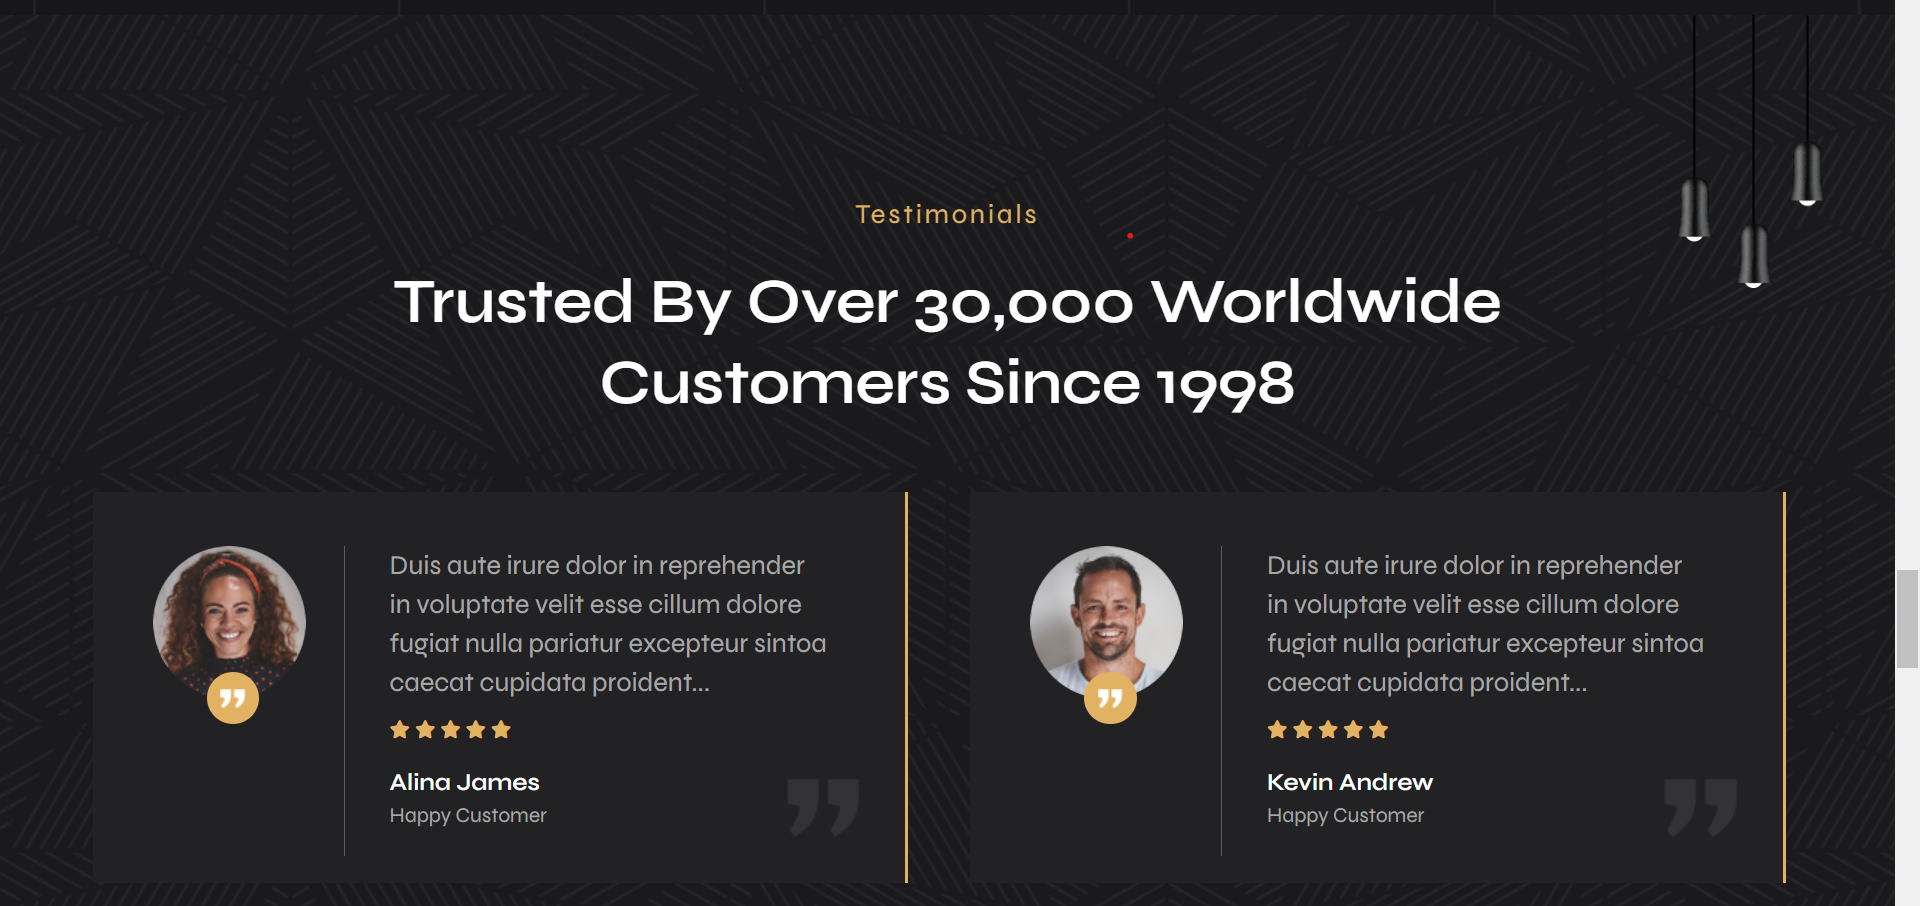 Testimonials
Trusted By Over 30,000 Worldwide
Customers Since 1998
Duis aute irure dolor in reprehender
in voluptate velit esse cillum dolore
fugiat nulla pariatur excepteur sintoa
caecat cupidata proident...
Alina James
Happy Customer
Duis aute irure dolor in reprehender
in voluptate velit esse cillum dolore
fugiat nulla pariatur excepteur sintoa
caecat cupidata proident...
Kevin Andrew
Happy Customer